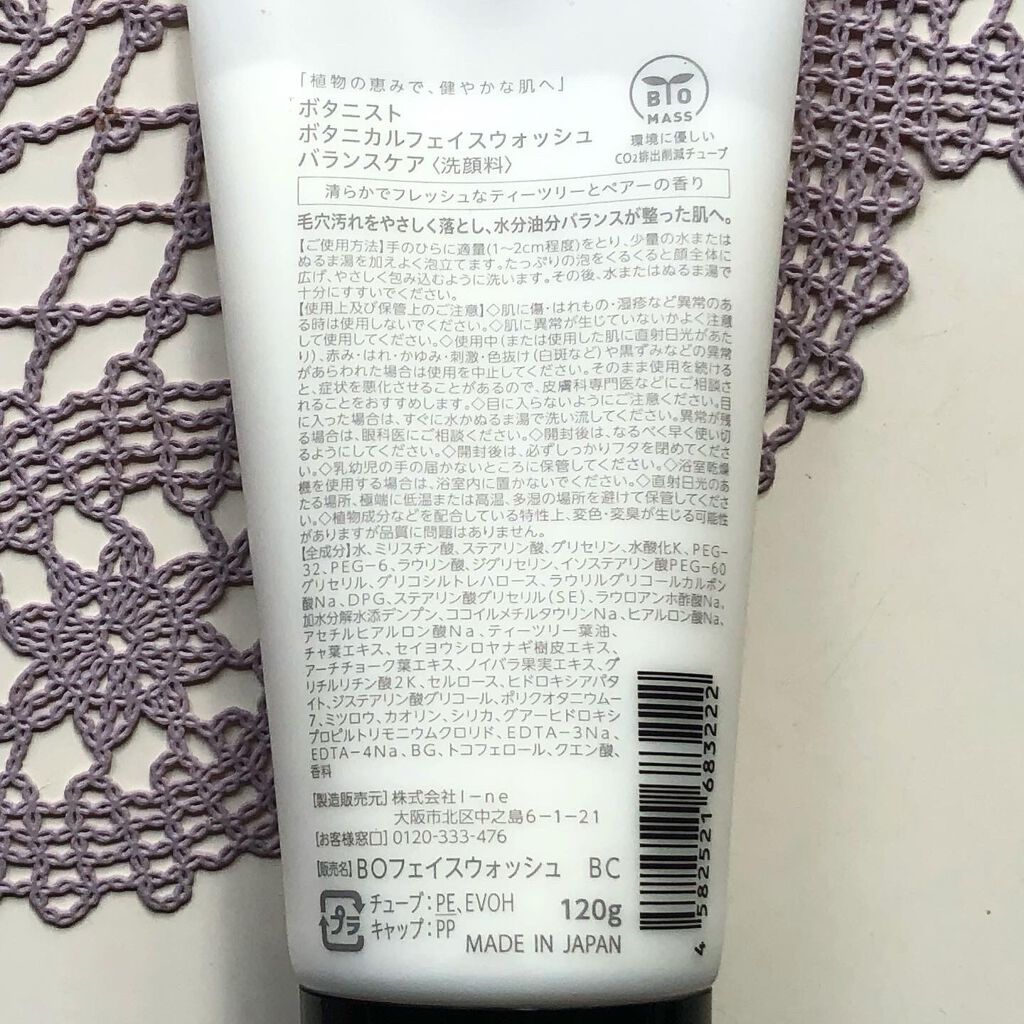 「植物の恵みで、健やかな肌へ」
ボタニスト
ボタニカルフェイスウォッシュ
バランスケア〈洗顔料〉
BIO
MASS
環境に優しい
CO2排出削減チューブ
清らかでフレッシュなティーツリーとペアーの香り
毛穴汚れをやさしく落とし、水分油分バランスが整った肌へ。
【ご使用方法】手のひらに適量(1〜2cm程度)をとり、少量の水または
ぬるま湯を加えよく泡立てます。たっぷりの泡をくるくると顔全体に
広げ、やさしく包み込むように洗います。その後、水またはぬるま湯で
十分にすすいでください。
【使用上及び保管上のご注意】◇肌に傷・はれもの・湿疹など異常のあ
る時は使用しないでください。◇肌に異常が生じていないかよく注意
して使用してください。◇使用中(または使用した肌に直射日光があた
り)、赤み・はれ・かゆみ・刺激・色抜け(白斑など)や黒ずみなどの異常
があらわれた場合は使用を中止してください。そのまま使用を続ける
と、症状を悪化させることがあるので、皮膚科専門医などにご相談さ
れることをおすすめします。◇目に入らないようにご注意ください。目
に入った場合は、すぐに水かぬるま湯で洗い流してください。異常が残
る場合は、眼科医にご相談ください。◇開封後は、なるべく早く使い切
るようにしてください。◇開封後は、必ずしっかりフタを閉めてくださ
い。◇乳幼児の手の届かないところに保管してください。◇浴室乾燥
機を使用する場合は、浴室内に置かないでください。◇直射日光のあ
たる場所、極端に低温または高温、多湿の場所を避けて保管してくださ
い。◇植物成分などを配合している特性上、変色・変臭が生じる可能性
がありますが品質に問題はありません。
【全成分】水、ミリスチン酸、ステアリン酸、グリセリン、水酸化K、PEG-
32、PEG-6、ラウリン酸、ジグリセリン、イソステアリン酸PEG-60
グリセリル、グリコシルトレハロース、ラウリルグリコールカルボン
酸Na、DPG、ステアリン酸グリセリル(SE)、ラウロアンホ酢酸Na、
加水分解水添デンプン、ココイルメチルタウリンNa、ヒアルロン酸Na、
アセチルヒアルロン酸Na、ティーツリー葉油、
チャ葉エキス、セイヨウシロヤナギ樹皮エキス、
アーチチョーク葉エキス、ノイバラ果実エキス、グ
リチルリチン酸2K、セルロース、ヒドロキシアパタ
イト、ジステアリン酸グリコール、ポリクオタニウム-
7、ミツロウ、カオリン、シリカ、グアーヒドロキシ
プロピルトリモニウムクロリド、EDTA-3Na、
EDTA-4Na、BG、トコフェロール、クエン酸、
香料
【製造販売元】株式会社I-ne
大阪市北区中之島6-1-21
【お客様窓口】0120-333-476
【販売名】BOフェイスウォッシュ BC
プラ
チューブ:PE、EVOH
キャップ:PP
120g
MADE IN JAPAN
4 582521 683222